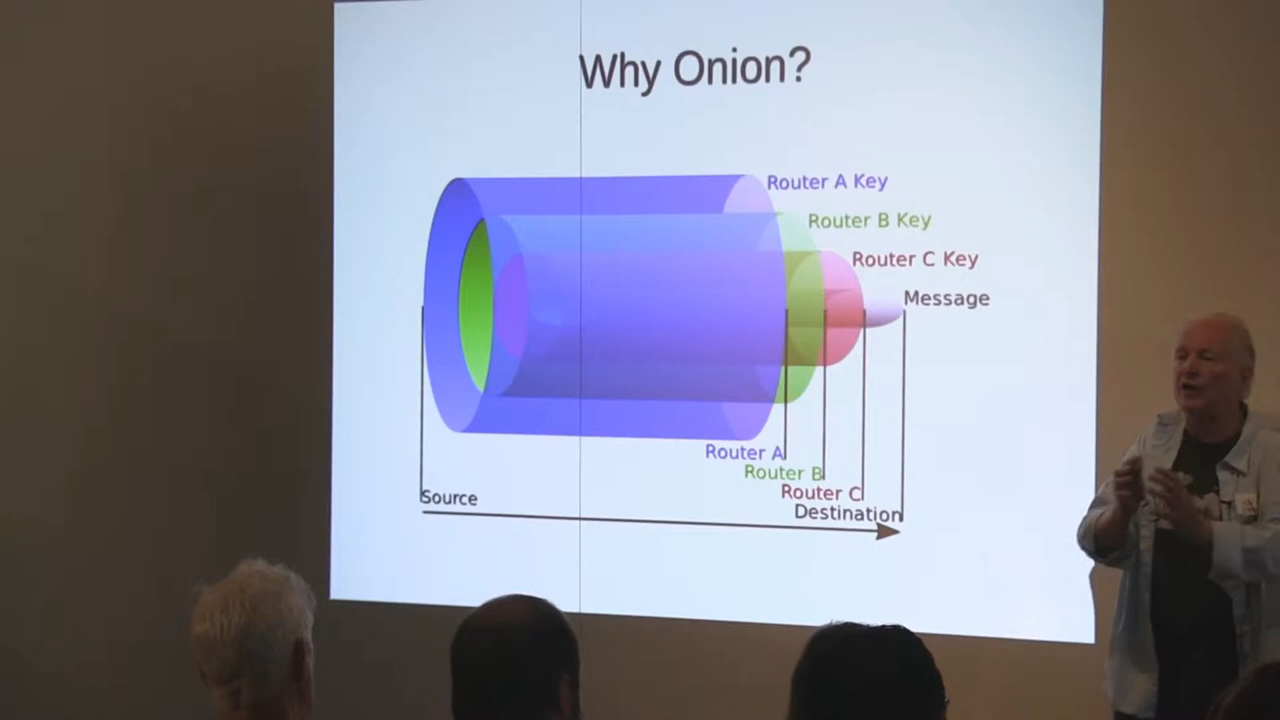 Why Onion?
Router A Key
Router B Key
Router C Key
Message
Router A
Router B
Router C
Source
Destination